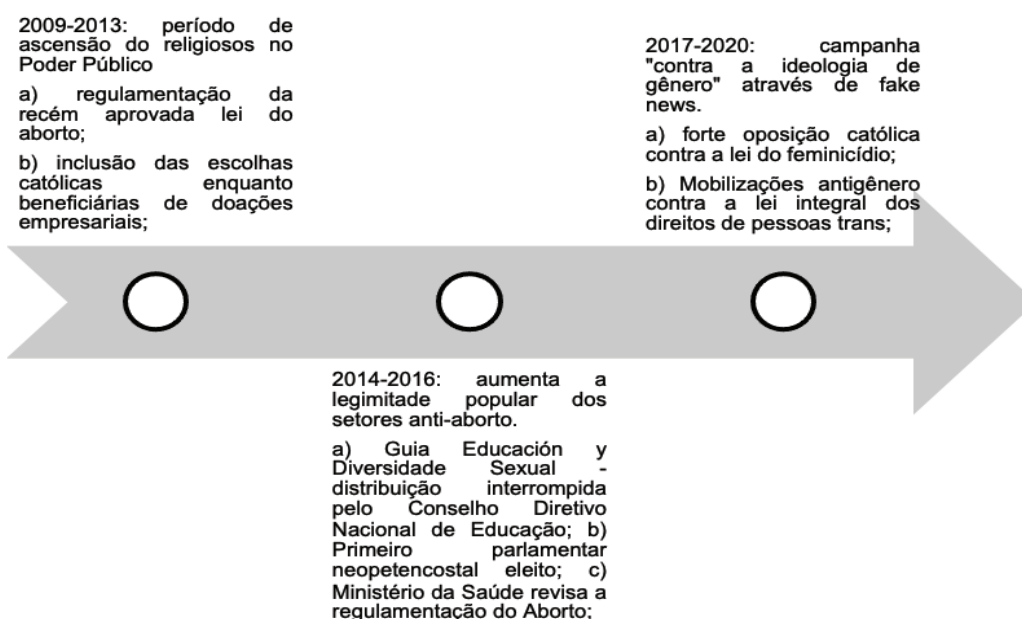 2009-2013: período de
ascensão do religiosos no
Poder Público
a) regulamentação da
recém aprovada lei do
aborto;
b) inclusão das escolhas
católicas enquanto
beneficiárias de doações
empresariais;
2014-2016: aumenta a
legimitade popular dos
setores anti-aborto.
a) Guia Educación y
Diversidade Sexual -
distribuição interrompida
pelo Conselho Diretivo
Nacional de Educação; b)
Primeiro parlamentar
neopetencostal eleito; c)
Ministério da Saúde revisa a
regulamentação do Aborto;
2017-2020: campanha
"contra a ideologia de
gênero" através de fake
news.
a) forte oposição católica
contra a lei do feminicídio;
b) Mobilizações antigênero
contra a lei integral dos
direitos de pessoas trans;